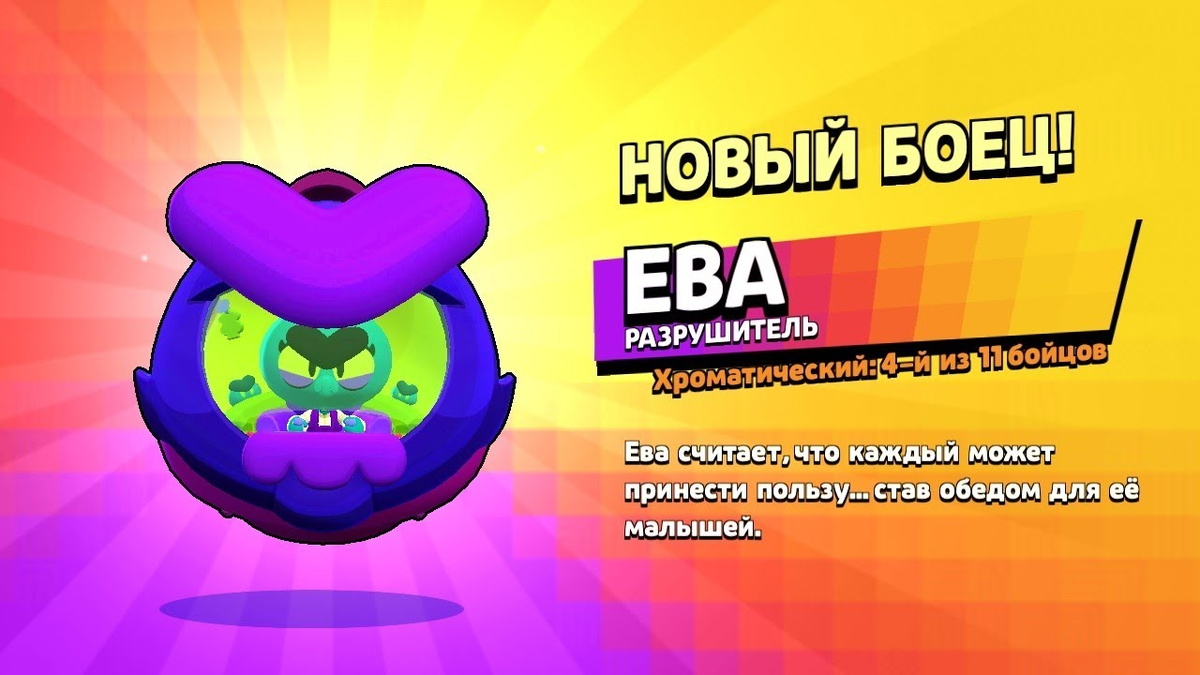 НОВЫЙ БОЕЦ!
ЕВА
РАЗРУШИТЕЛЬ
Хроматический: 4-й из 11 бойцов
Ева считает, что каждый может
принести пользу... став обедом для её
малышей.